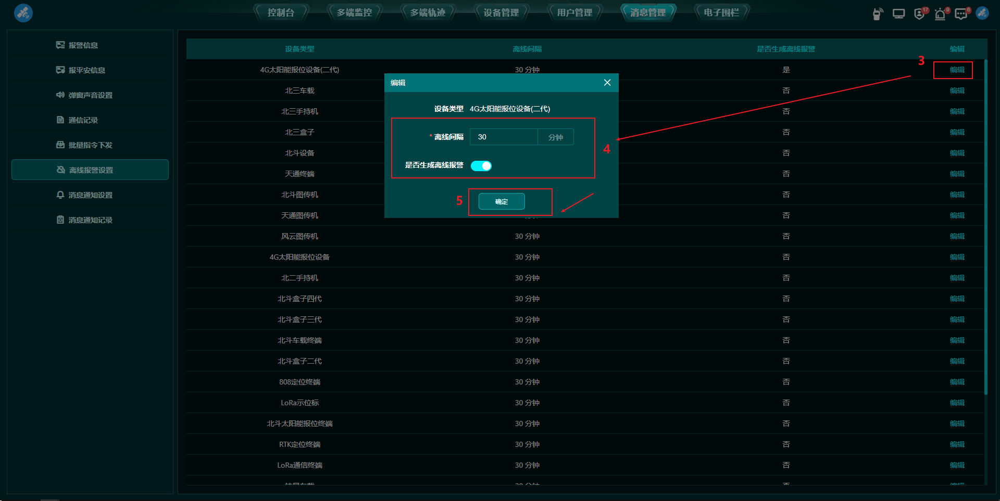 控制台
多端监控
多端轨迹
设备管理
用户管理
消息管理
电子围栏
17
9
6
报警信息
报平安信息
弹窗声音设置
通信记录
批量指令下发
离线报警设置
消息通知设置
消息通知记录
设备类型 离线间隔 是否生成离线报警 编辑
3
4G太阳能报位设备(二代) 30 分钟 是 编辑
北三车载 否 编辑
北三手持机 否 编辑
北三盒子 否 编辑
北斗设备 否 编辑
天通终端 否 编辑
北斗图传机 否 编辑
天通图传机 否 编辑
风云图传机 30 分钟 否 编辑
4G太阳能报位设备 30 分钟 否 编辑
北二手持机 30 分钟 否 编辑
北斗盒子四代 30 分钟 否 编辑
北斗盒子三代 30 分钟 否 编辑
北斗车载终端 30 分钟 否 编辑
北斗盒子二代 30 分钟 否 编辑
808定位终端 30 分钟 否 编辑
LoRa示位标 30 分钟 否 编辑
北斗太阳能报位终端 30 分钟 否 编辑
RTK定位终端 30 分钟 否 编辑
LoRa通信终端 30 分钟 否 编辑
编辑
设备类型 4G太阳能报位设备(二代)
* 离线间隔 30 分钟
4
是否生成离线报警
5
确定